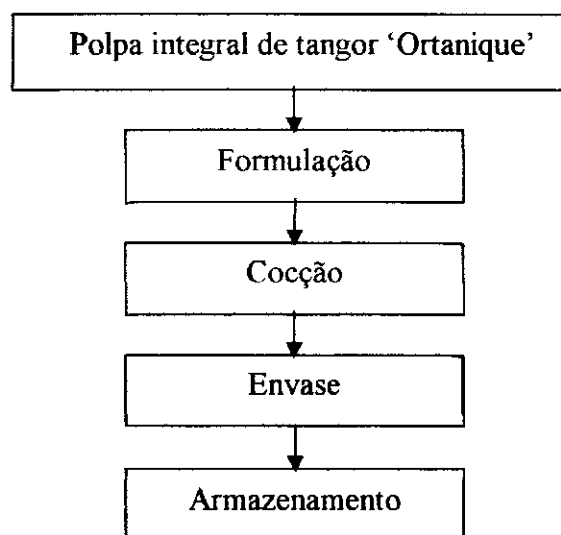 Polpa integral de tangor ‘Ortanique’
Formulação
Cocção
Envase
Armazenamento